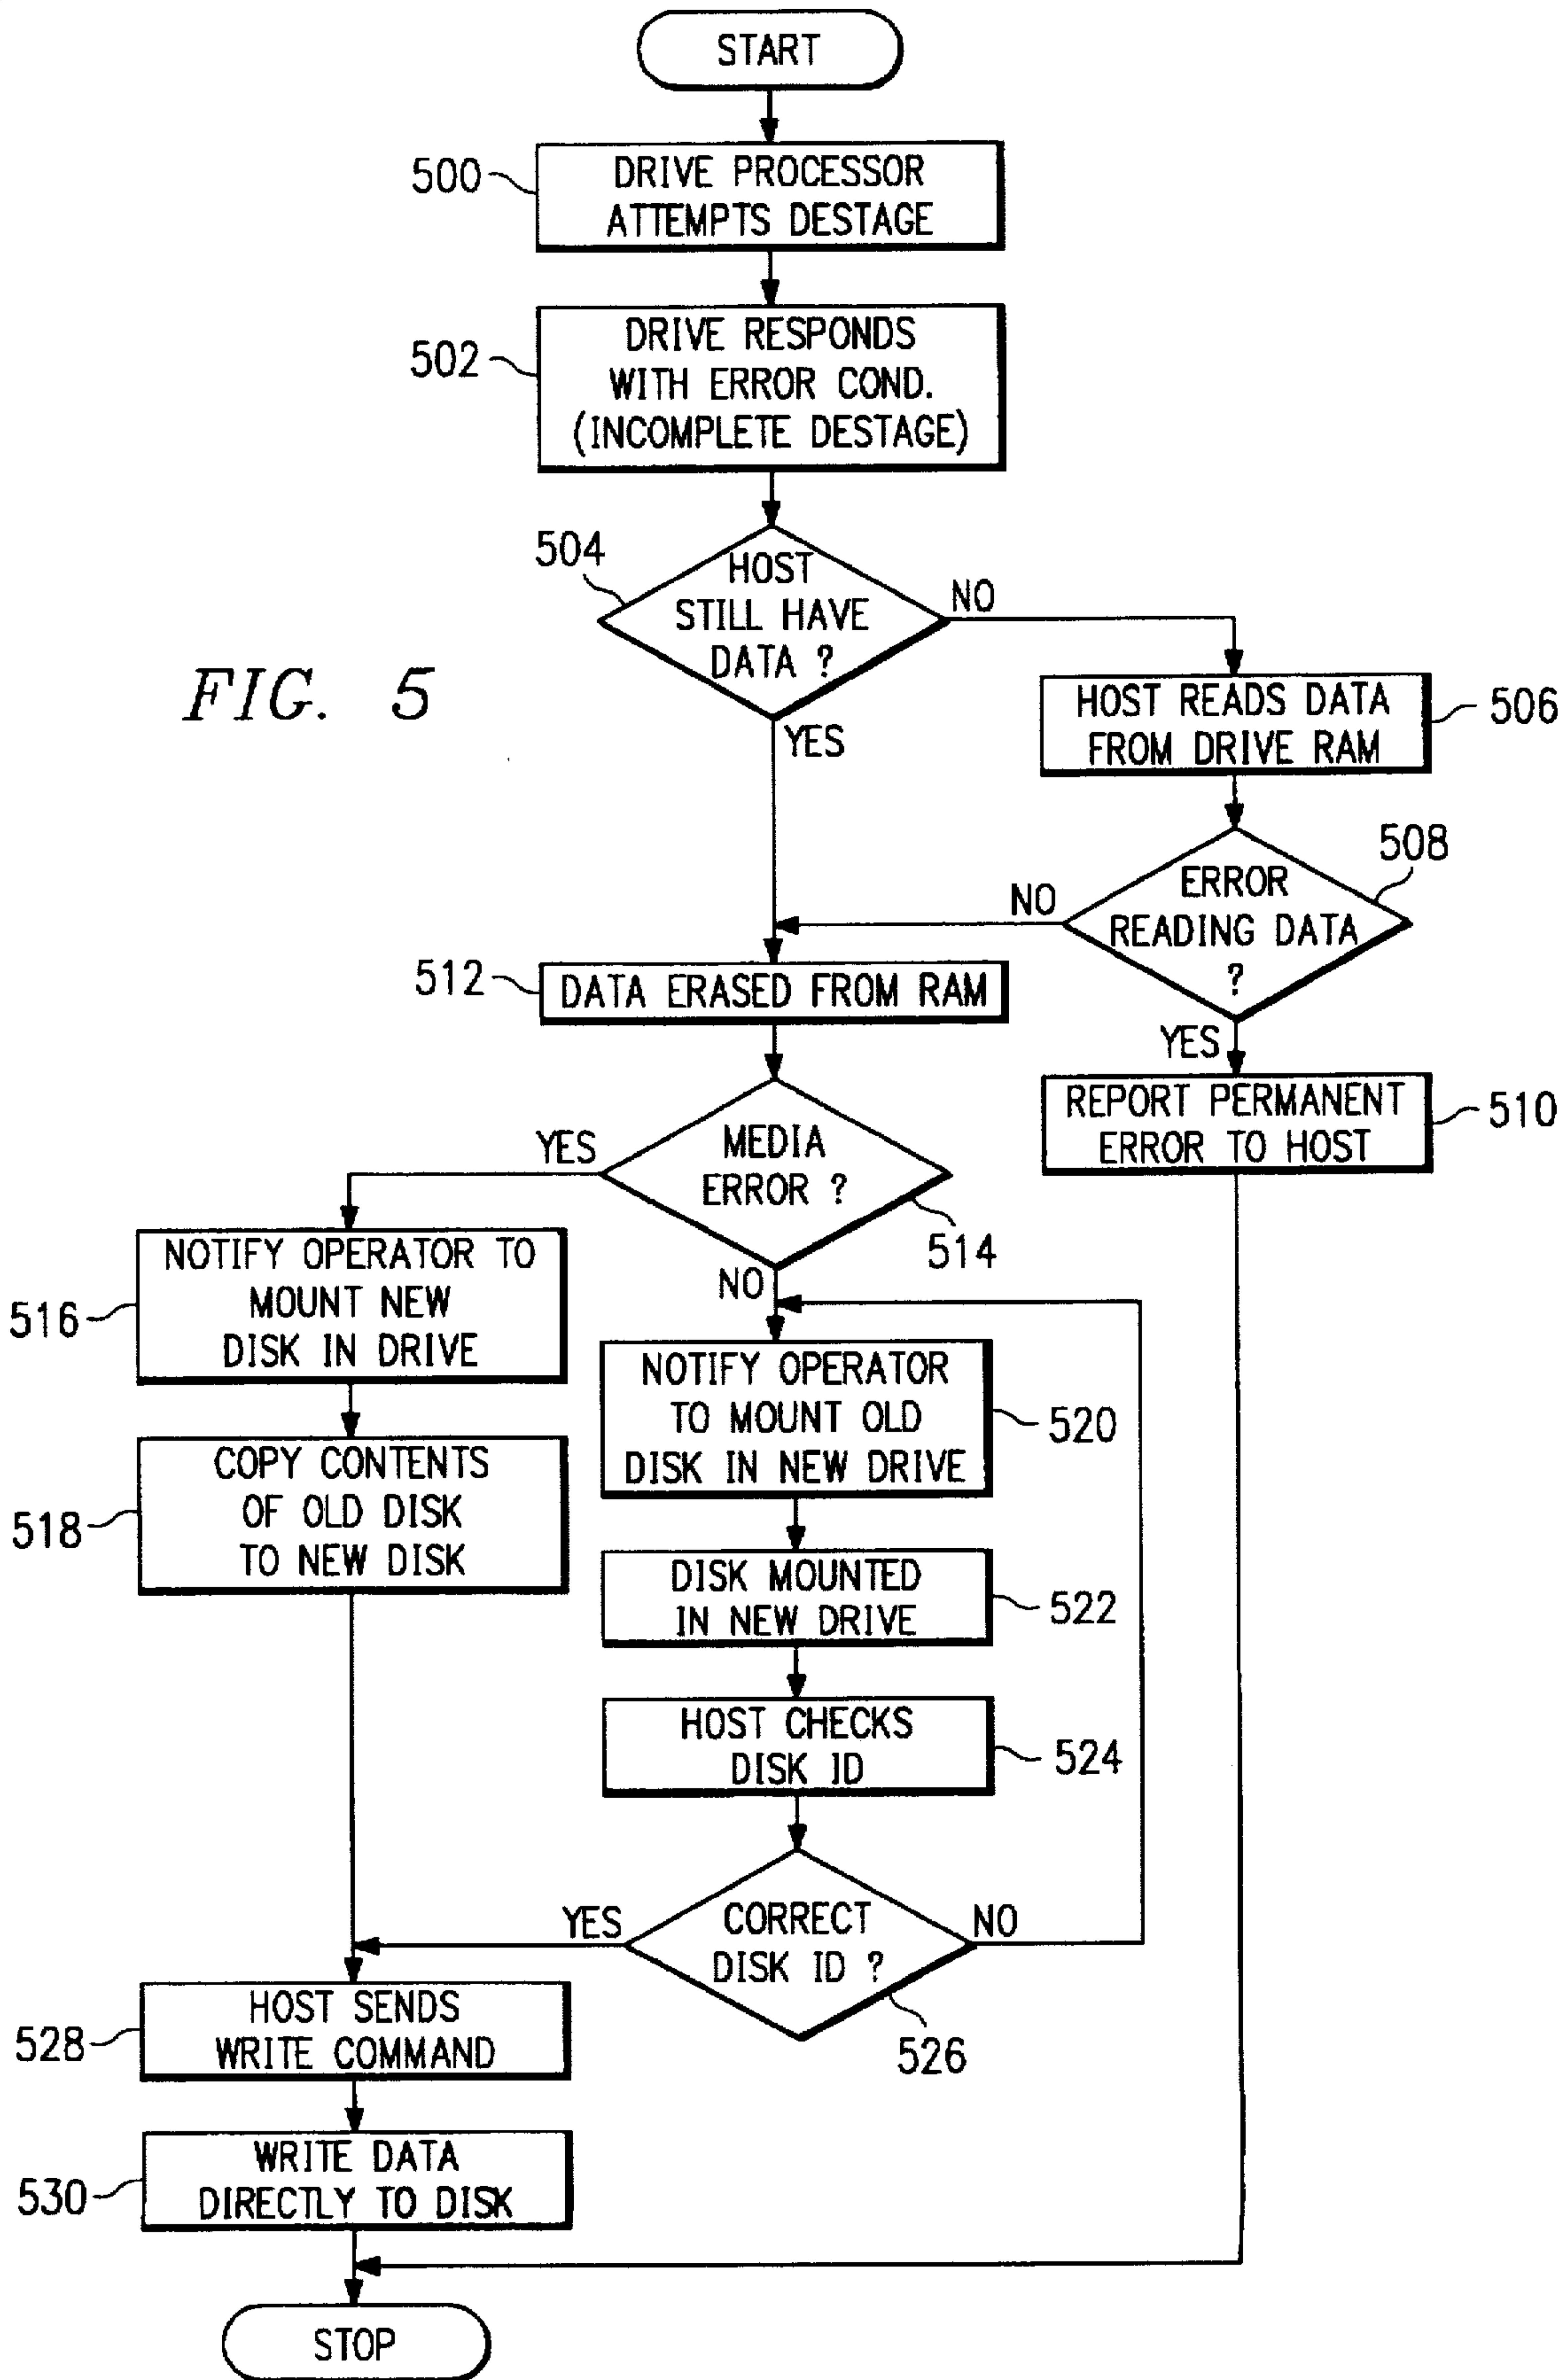 START
500
DRIVE PROCESSOR
ATTEMPTS DESTAGE
502
DRIVE RESPONDS
WITH ERROR COND.
(INCOMPLETE DESTAGE)
504
HOST
STILL HAVE
DATA ?
NO
YES
FIG. 5
HOST READS DATA
FROM DRIVE RAM
506
508
ERROR
READING DATA
?
NO
YES
512
DATA ERASED FROM RAM
REPORT PERMANENT
ERROR TO HOST
510
MEDIA
ERROR ?
YES
514
NO
NOTIFY OPERATOR TO
MOUNT NEW
DISK IN DRIVE
516
NOTIFY OPERATOR
TO MOUNT OLD
DISK IN NEW DRIVE
520
COPY CONTENTS
OF OLD DISK
TO NEW DISK
518
DISK MOUNTED
IN NEW DRIVE
522
HOST CHECKS
DISK ID
524
YES
CORRECT
DISK ID ?
NO
526
HOST SENDS
WRITE COMMAND
528
WRITE DATA
DIRECTLY TO DISK
530
STOP